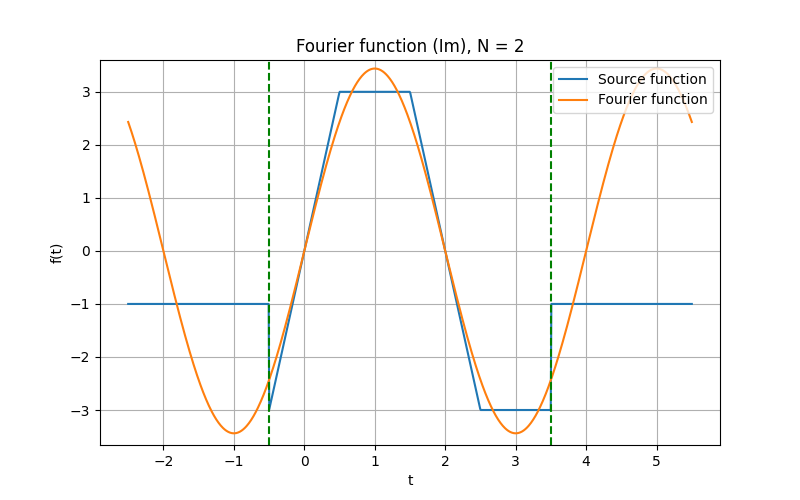 Fourier function (Im), N = 2
Source function
Fourier function
f(t)
3
2
1
0
−1
−2
−3
−2 −1 0 1 2 3 4 5
t